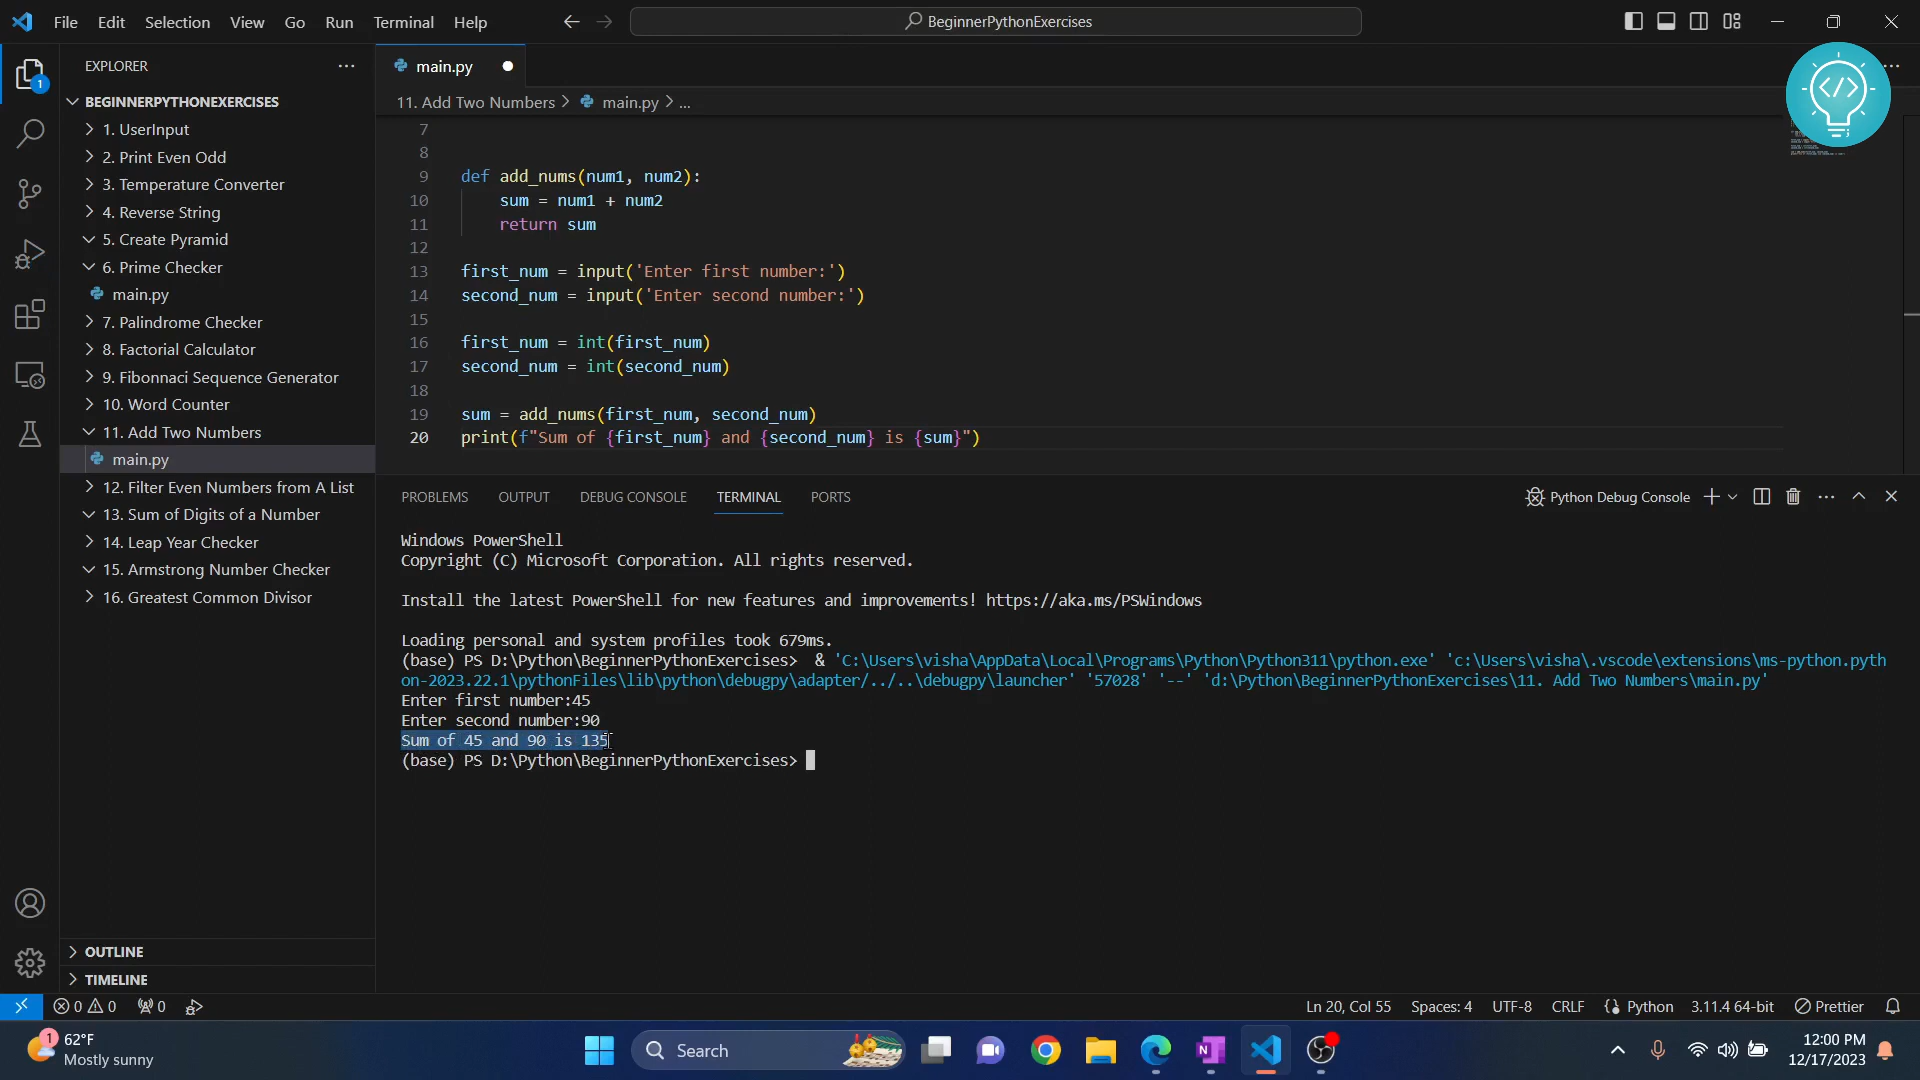 File Edit Selection View Go Run Terminal Help
BeginnerPythonExercises
EXPLORER
1
BEGINNERPYTHONEXERCISES
1. UserInput
2. Print Even Odd
3. Temperature Converter
4. Reverse String
5. Create Pyramid
6. Prime Checker
main.py
7. Palindrome Checker
8. Factorial Calculator
9. Fibonnaci Sequence Generator
10. Word Counter
11. Add Two Numbers
main.py
12. Filter Even Numbers from A List
13. Sum of Digits of a Number
14. Leap Year Checker
15. Armstrong Number Checker
16. Greatest Common Divisor
OUTLINE
TIMELINE
main.py
11. Add Two Numbers > main.py > ...
</>
7
8
9 def add_nums(num1, num2):
10 sum = num1 + num2
11 return sum
12
13 first_num = input('Enter first number:')
14 second_num = input('Enter second number:')
15
16 first_num = int(first_num)
17 second_num = int(second_num)
18
19 sum = add_nums(first_num, second_num)
20 print(f"Sum of {first_num} and {second_num} is {sum}")
PROBLEMS OUTPUT DEBUG CONSOLE TERMINAL PORTS
Python Debug Console
Windows PowerShell
Copyright (C) Microsoft Corporation. All rights reserved.
Install the latest PowerShell for new features and improvements! https://aka.ms/PSWindows
Loading personal and system profiles took 679ms.
(base) PS D:\Python\BeginnerPythonExercises>  & 'C:\Users\visha\AppData\Local\Programs\Python\Python311\python.exe' 'c:\Users\visha\.vscode\extensions\ms-python.pyth
on-2023.22.1\pythonFiles\lib\python\debugpy\adapter/../..\debugpy\launcher' '57028' '--' 'd:\Python\BeginnerPythonExercises\11. Add Two Numbers\main.py'
Enter first number:45
Enter second number:90
Sum of 45 and 90 is 135
(base) PS D:\Python\BeginnerPythonExercises>
0 0 0
Ln 20, Col 55 Spaces: 4 UTF-8 CRLF Python 3.11.4 64-bit Prettier
1
62°F
Mostly sunny
Search
12:00 PM
12/17/2023